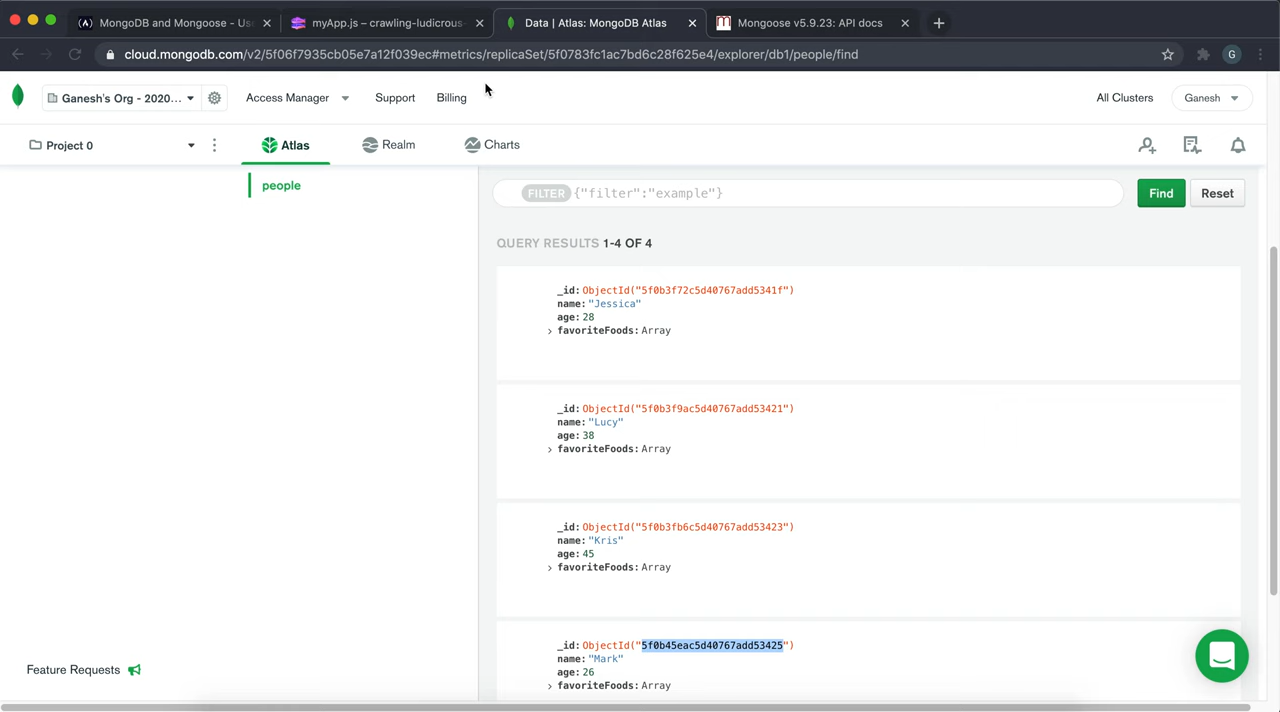 MongoDB and Mongoose - Us
myApp.js – crawling-ludicrous-
Data | Atlas: MongoDB Atlas
Mongoose v5.9.23: API docs
cloud.mongodb.com/v2/5f06f7935cb05e7a12f039ec#metrics/replicaSet/5f0783fc1ac7bd6c28f625e4/explorer/db1/people/find
G
Ganesh's Org - 2020...
Access Manager
Support
Billing
All Clusters
Ganesh
Project 0
Atlas
Realm
Charts
people
FILTER {"filter":"example"}
Find
Reset
QUERY RESULTS 1-4 OF 4
_id: ObjectId("5f0b3f72c5d40767add5341f")
name: "Jessica"
age: 28
favoriteFoods: Array
_id: ObjectId("5f0b3f9ac5d40767add53421")
name: "Lucy"
age: 38
favoriteFoods: Array
_id: ObjectId("5f0b3fb6c5d40767add53423")
name: "Kris"
age: 45
favoriteFoods: Array
_id: ObjectId("5f0b45eac5d40767add53425")
name: "Mark"
age: 26
favoriteFoods: Array
Feature Requests